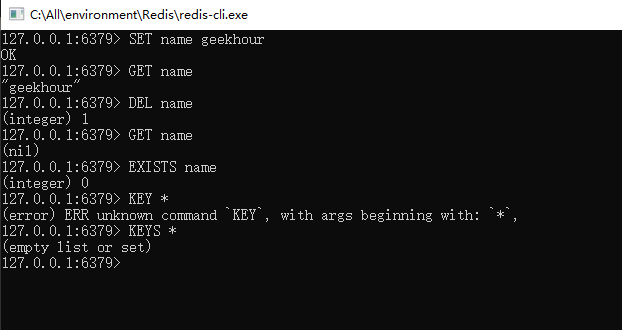 C:\All\environment\Redis\redis-cli.exe
127.0.0.1:6379> SET name geekhour
OK
127.0.0.1:6379> GET name
"geekhour"
127.0.0.1:6379> DEL name
(integer) 1
127.0.0.1:6379> GET name
(nil)
127.0.0.1:6379> EXISTS name
(integer) 0
127.0.0.1:6379> KEY *
(error) ERR unknown command `KEY`, with args beginning with: `*`,
127.0.0.1:6379> KEYS *
(empty list or set)
127.0.0.1:6379>